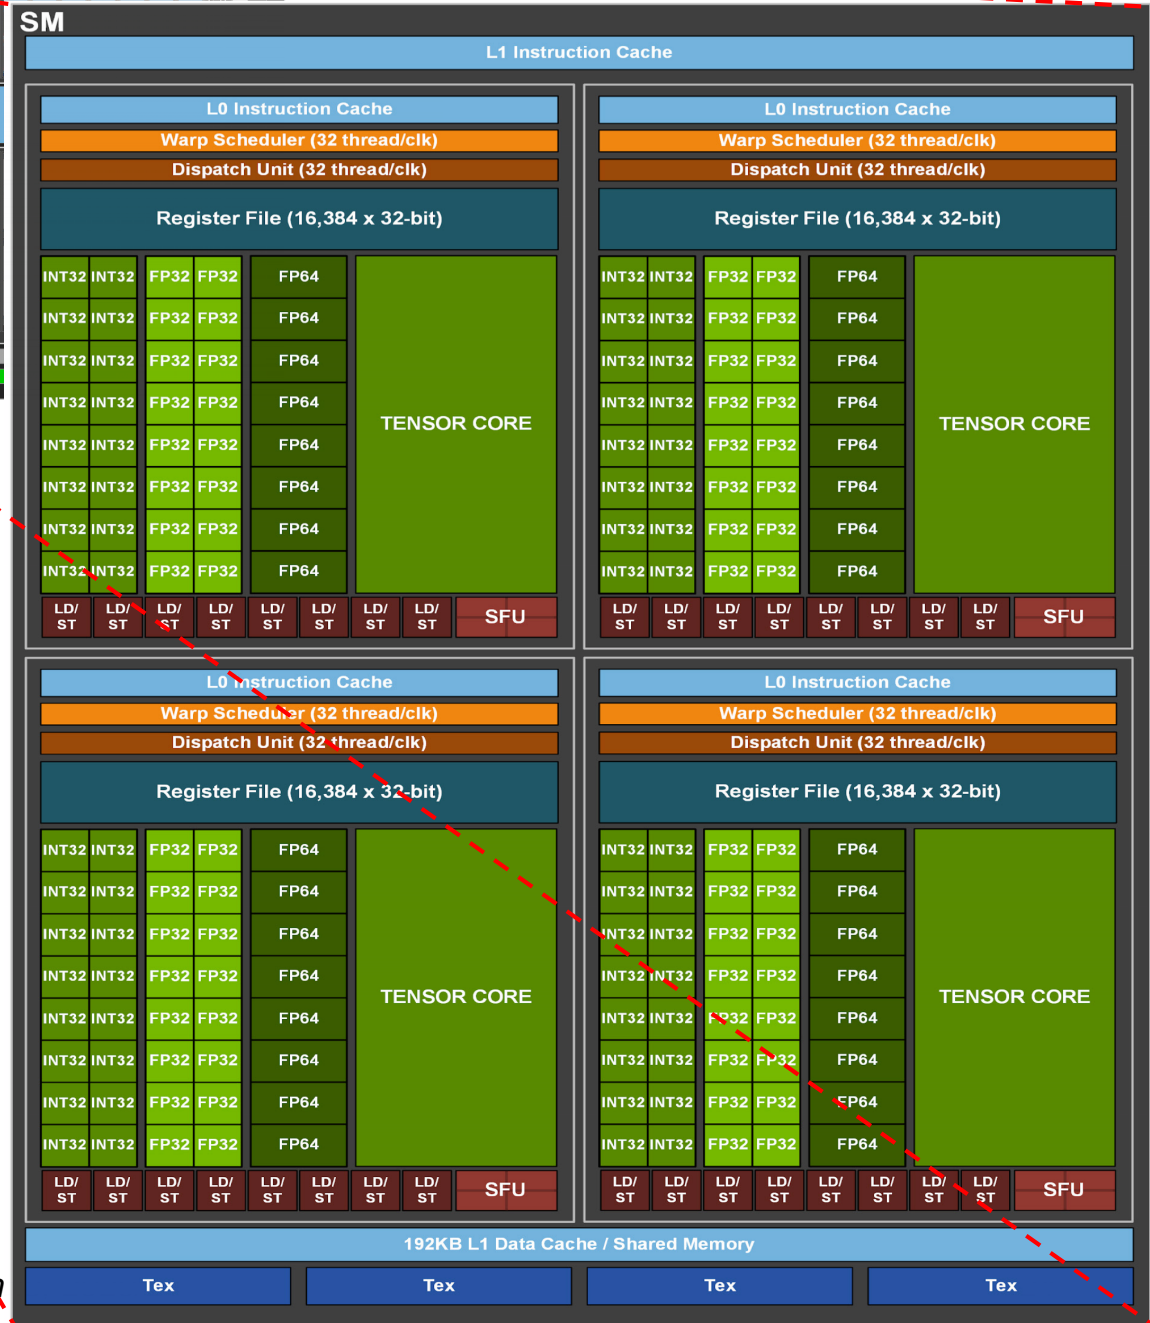 SM
L1 Instruction Cache
L0 Instruction Cache
Warp Scheduler (32 thread/clk)
Dispatch Unit (32 thread/clk)
Register File (16,384 x 32-bit)
INT32 INT32 FP32 FP32 FP64
INT32 INT32 FP32 FP32 FP64
INT32 INT32 FP32 FP32 FP64
INT32 INT32 FP32 FP32 FP64
TENSOR CORE
INT32 INT32 FP32 FP32 FP64
INT32 INT32 FP32 FP32 FP64
INT32 INT32 FP32 FP32 FP64
INT32 INT32 FP32 FP32 FP64
LD/ LD/ LD/ LD/ LD/ LD/ LD/ LD/
ST ST ST ST ST ST ST ST
SFU
L0 Instruction Cache
Warp Scheduler (32 thread/clk)
Dispatch Unit (32 thread/clk)
Register File (16,384 x 32-bit)
INT32 INT32 FP32 FP32 FP64
INT32 INT32 FP32 FP32 FP64
INT32 INT32 FP32 FP32 FP64
INT32 INT32 FP32 FP32 FP64
TENSOR CORE
INT32 INT32 FP32 FP32 FP64
INT32 INT32 FP32 FP32 FP64
INT32 INT32 FP32 FP32 FP64
INT32 INT32 FP32 FP32 FP64
LD/ LD/ LD/ LD/ LD/ LD/ LD/ LD/
ST ST ST ST ST ST ST ST
SFU
L0 Instruction Cache
Warp Scheduler (32 thread/clk)
Dispatch Unit (32 thread/clk)
Register File (16,384 x 32-bit)
INT32 INT32 FP32 FP32 FP64
INT32 INT32 FP32 FP32 FP64
INT32 INT32 FP32 FP32 FP64
INT32 INT32 FP32 FP32 FP64
TENSOR CORE
INT32 INT32 FP32 FP32 FP64
INT32 INT32 FP32 FP32 FP64
INT32 INT32 FP32 FP32 FP64
INT32 INT32 FP32 FP32 FP64
LD/ LD/ LD/ LD/ LD/ LD/ LD/ LD/
ST ST ST ST ST ST ST ST
SFU
L0 Instruction Cache
Warp Scheduler (32 thread/clk)
Dispatch Unit (32 thread/clk)
Register File (16,384 x 32-bit)
INT32 INT32 FP32 FP32 FP64
INT32 INT32 FP32 FP32 FP64
INT32 INT32 FP32 FP32 FP64
INT32 INT32 FP32 FP32 FP64
TENSOR CORE
INT32 INT32 FP32 FP32 FP64
INT32 INT32 FP32 FP32 FP64
INT32 INT32 FP32 FP32 FP64
INT32 INT32 FP32 FP32 FP64
LD/ LD/ LD/ LD/ LD/ LD/ LD/ LD/
ST ST ST ST ST ST ST ST
SFU
192KB L1 Data Cache / Shared Memory
Tex Tex Tex Tex